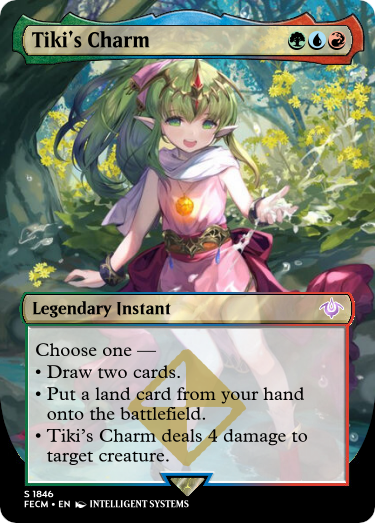 Tiki's Charm
Legendary Instant
Choose one —
• Draw two cards.
• Put a land card from your hand
onto the battlefield.
• Tiki's Charm deals 4 damage to
target creature.
S 1846
FECM • EN INTELLIGENT SYSTEMS